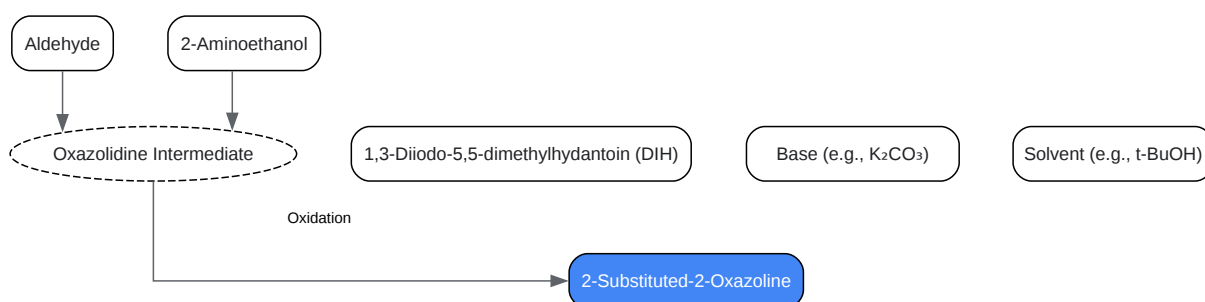 Aldehyde
2-Aminoethanol
Oxazolidine Intermediate
1,3-Diiodo-5,5-dimethylhydantoin (DIH)
Base (e.g., K₂CO₃)
Solvent (e.g., t-BuOH)
Oxidation
2-Substituted-2-Oxazoline